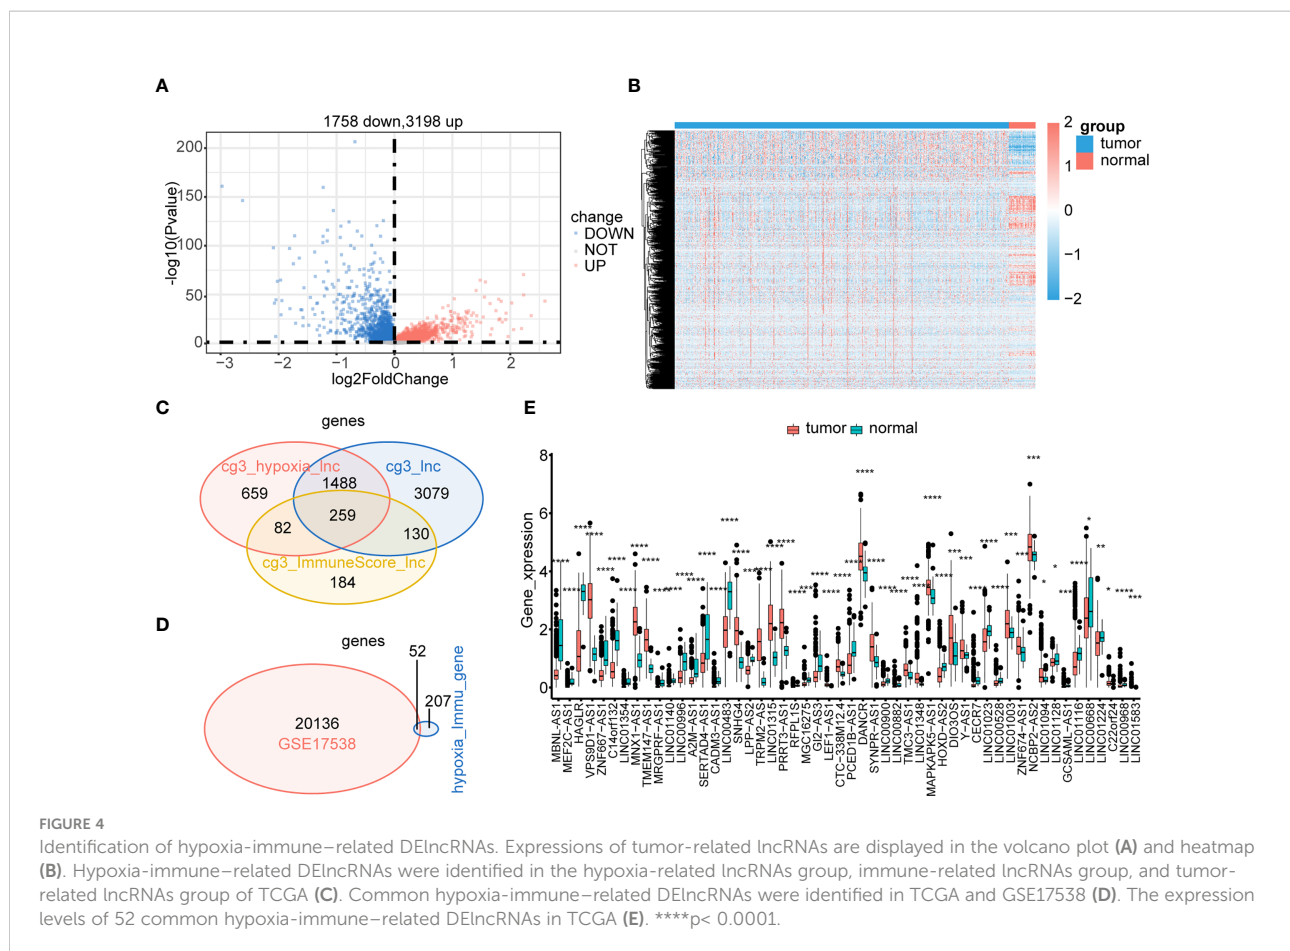 A
1758 down,3198 up
200
150
100
50
0
-log10(Pvalue)
−3
−2
−1
0
1
2
log2FoldChange
change
DOWN
NOT
UP
B
2
1
0
−1
−2
group
tumor
normal
C
genes
cg3_hypoxia_lnc
cg3_lnc
659
1488
3079
259
82
130
cg3_ImmuneScore_lnc
184
D
genes
52
207
20136
GSE17538
hypoxia_Immu_gene
E
tumor
normal
8
6
4
2
0
Gene_xpression
MBNL−AS1
MEF2C−AS1
HAGLR
VPS9D1−AS1
ZNF667−AS1
C14orf132
LINC01354
MNX1−AS1
TMEM147−AS1
MRGPRF−AS1
LINC01140
LINC00996
A2M−AS1
SERTAD4−AS1
CADM3−AS1
LINC00483
SNHG4
LPP−AS2
TRPM2−AS
LINC01315
PRRT3−AS1
RFPL1S
MGC16275
GI2−AS3
LEF1−AS1
CTC−338M12.4
PCED1B−AS1
DANCR
SYNPR−AS1
LINC00900
LINC00882
TMC3−AS1
LINC01348
MAPKAPK5−AS1
HOXD−AS2
DIO3OS
Y−AS1
CECR7
LINC01023
LINC00528
LINC01003
ZNF674−AS1
NCBP2−AS2
LINC01094
LINC01128
GCSAML−AS1
LINC01116
LINC00668
LINC01224
C22orf24
LINC00968
LINC01583
FIGURE 4
Identification of hypoxia-immune–related DElncRNAs. Expressions of tumor-related lncRNAs are displayed in the volcano plot (A) and heatmap
(B). Hypoxia-immune–related DElncRNAs were identified in the hypoxia-related lncRNAs group, immune-related lncRNAs group, and tumor-
related lncRNAs group of TCGA (C). Common hypoxia-immune–related DElncRNAs were identified in TCGA and GSE17538 (D). The expression
levels of 52 common hypoxia-immune–related DElncRNAs in TCGA (E). ****p< 0.0001.